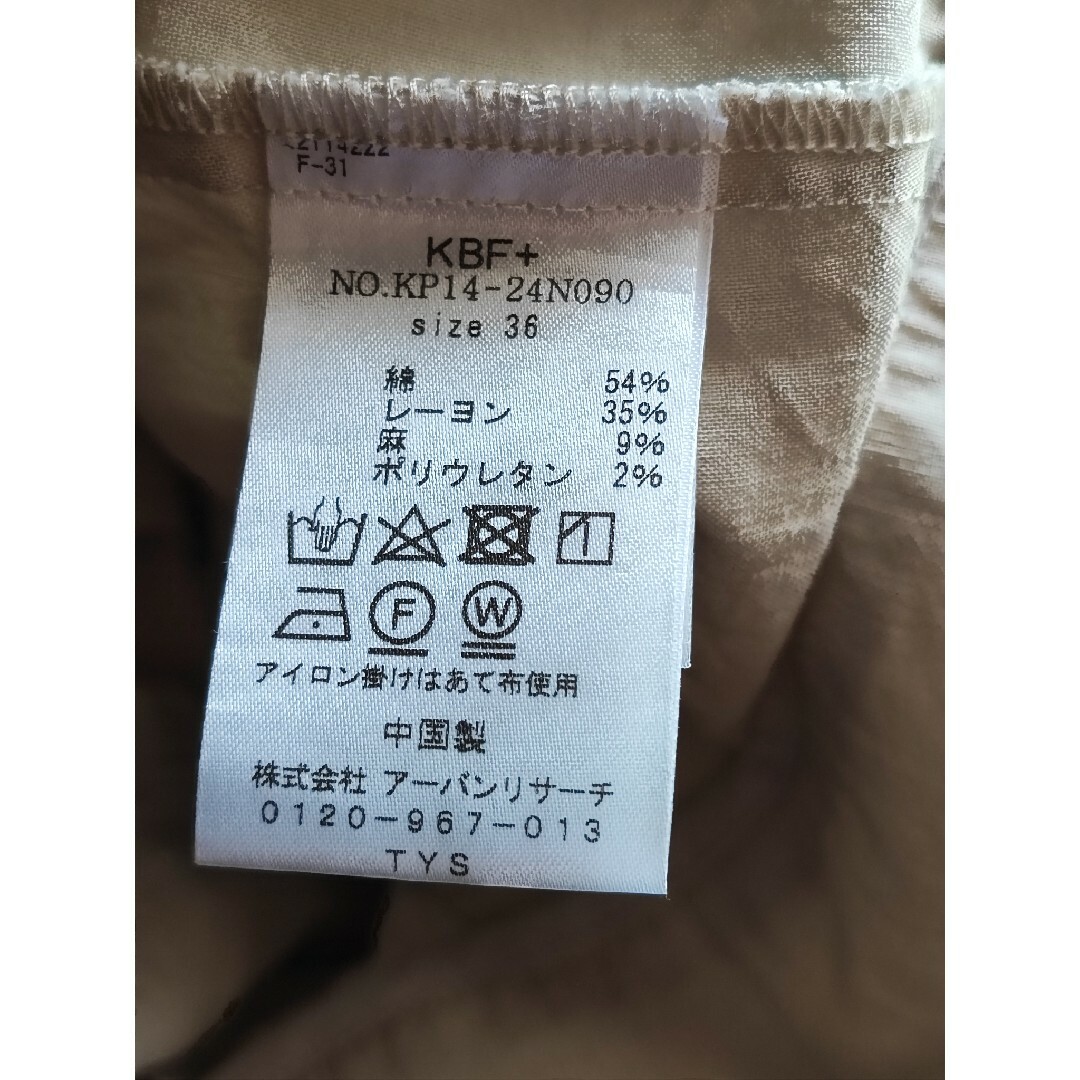 F-31
KBF+
NO.KP14-24N090
size 36
綿 54%
レーヨン 35%
麻 9%
ポリウレタン 2%
F W
アイロン掛けはあて布使用
中国製
株式会社 アーバンリサーチ
0120-967-013
TYS